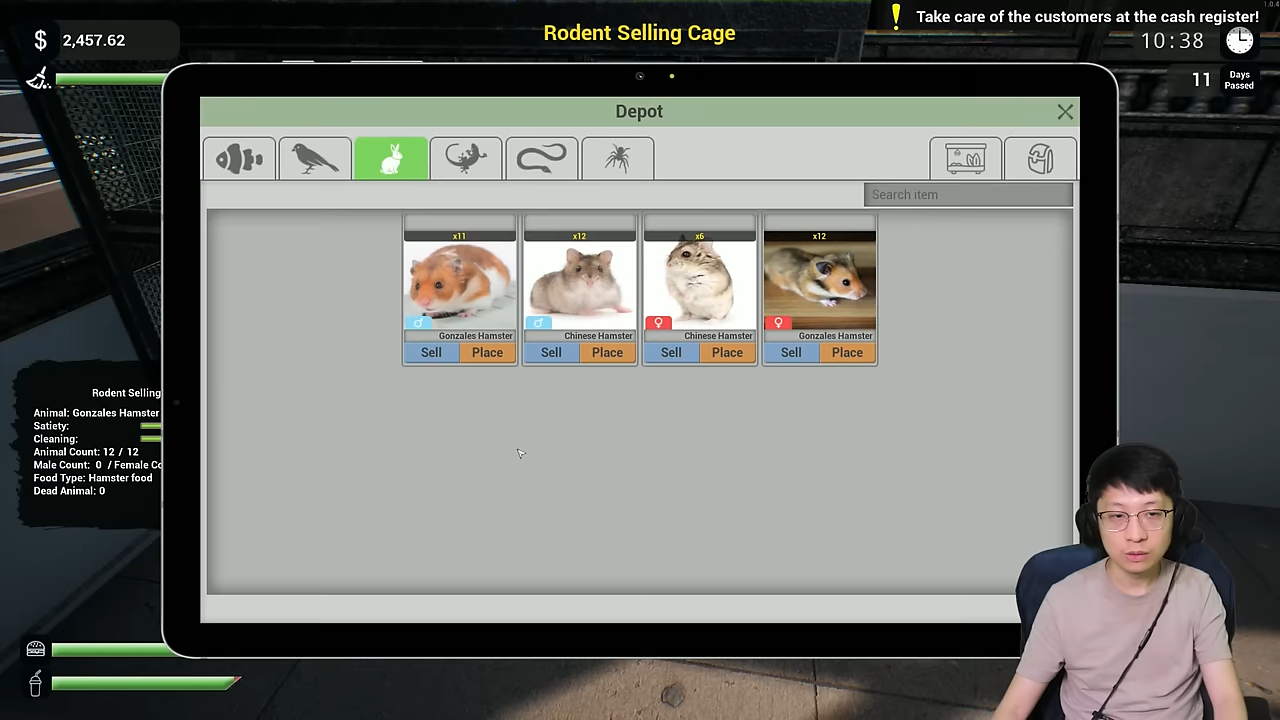 1.0.4
$ 2,457.62
Rodent Selling Cage
Take care of the customers at the cash register!
10:38
11 Days Passed
Depot
Search item
x11
x12
x6
x12
Gonzales Hamster
Chinese Hamster
Chinese Hamster
Gonzales Hamster
Sell Place
Sell Place
Sell Place
Sell Place
Rodent Selling
Animal: Gonzales Hamster
Satiety:
Cleaning:
Animal Count: 12 / 12
Male Count: 0 / Female Co
Food Type: Hamster food
Dead Animal: 0